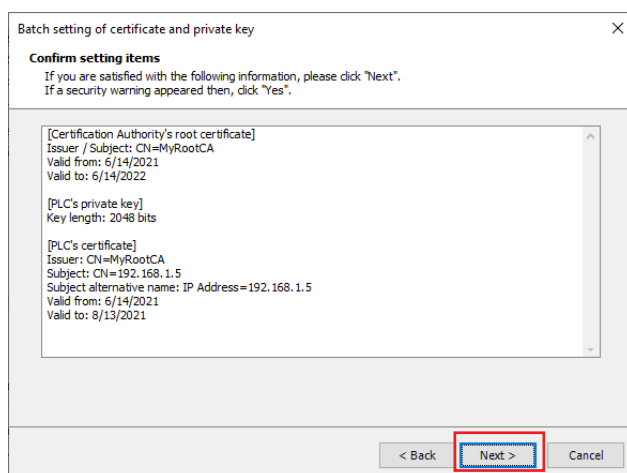 Batch setting of certificate and private key
Confirm setting items
If you are satisfied with the following information, please click "Next".
If a security warning appeared then, click "Yes".
[Certification Authority's root certificate]
Issuer / Subject: CN=MyRootCA
Valid from: 6/14/2021
Valid to: 6/14/2022
[PLC's private key]
Key length: 2048 bits
[PLC's certificate]
Issuer: CN=MyRootCA
Subject: CN=192.168.1.5
Subject alternative name: IP Address=192.168.1.5
Valid from: 6/14/2021
Valid to: 8/13/2021
< Back Next > Cancel